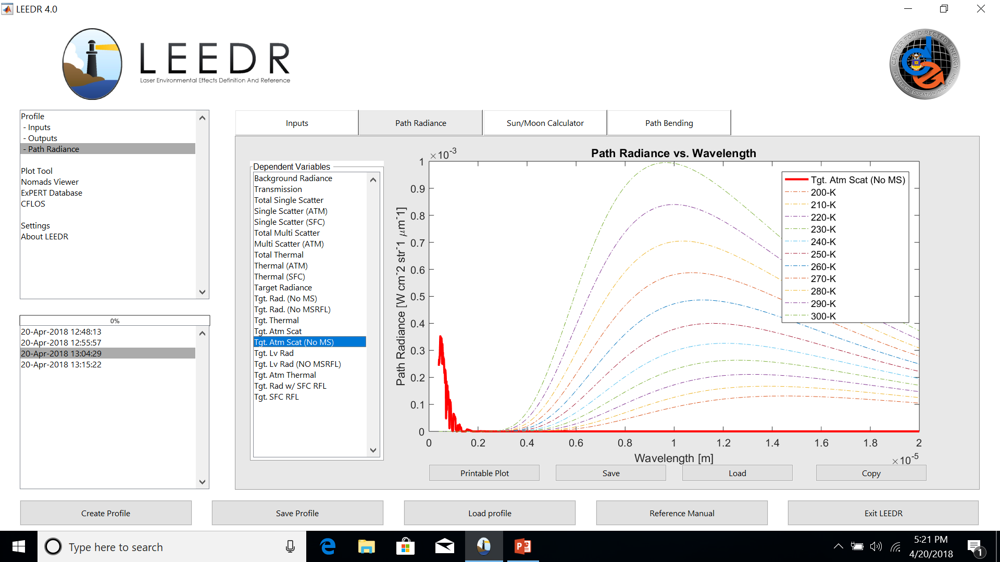 LEEDR 4.0
LEEDR
Laser Environmental Effects Definition And Reference
CENTER FOR DIRECTED ENERGY
RESEARCH EDUCATION INNOVATION
Profile
- Inputs
- Outputs
- Path Radiance
Plot Tool
Nomads Viewer
ExPERT Database
CFLOS
Settings
About LEEDR
0%
20-Apr-2018 12:48:13
20-Apr-2018 12:55:57
20-Apr-2018 13:04:29
20-Apr-2018 13:15:22
Inputs
Path Radiance
Sun/Moon Calculator
Path Bending
Dependent Variables
Background Radiance
Transmission
Total Single Scatter
Single Scatter (ATM)
Single Scatter (SFC)
Total Multi Scatter
Multi Scatter (ATM)
Total Thermal
Thermal (ATM)
Thermal (SFC)
Target Radiance
Tgt. Rad. (No MS)
Tgt. Rad. (No MSRFL)
Tgt. Thermal
Tgt. Atm Scat
Tgt. Atm Scat (No MS)
Tgt. Lv Rad
Tgt. Lv Rad (NO MSRFL)
Tgt. Atm Thermal
Tgt. Rad w/ SFC RFL
Tgt. SFC RFL
Path Radiance vs. Wavelength
×10-3
1
0.9
0.8
0.7
0.6
0.5
0.4
0.3
0.2
0.1
0
Path Radiance [W cm-2 str-1 μm-1]
Tgt. Atm Scat (No MS)
200-K
210-K
220-K
230-K
240-K
250-K
260-K
270-K
280-K
290-K
300-K
0 0.2 0.4 0.6 0.8 1 1.2 1.4 1.6 1.8 2
Wavelength [m]
×10-5
Printable Plot
Save
Load
Copy
Create Profile
Save Profile
Load profile
Reference Manual
Exit LEEDR
Type here to search
5:21 PM
4/20/2018
1